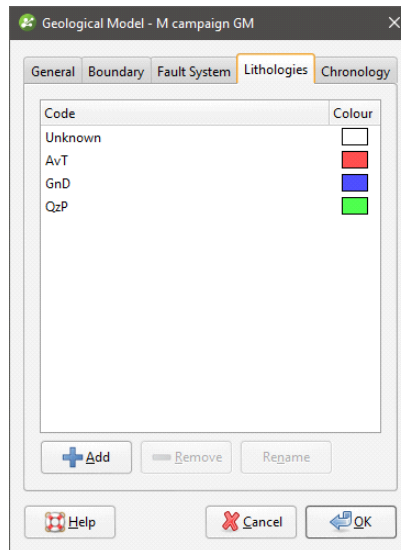 Geological Model - M campaign GM
General Boundary Fault System Lithologies Chronology
Code Colour
Unknown
AvT
GnD
QzP
Add Remove Rename
Help Cancel OK